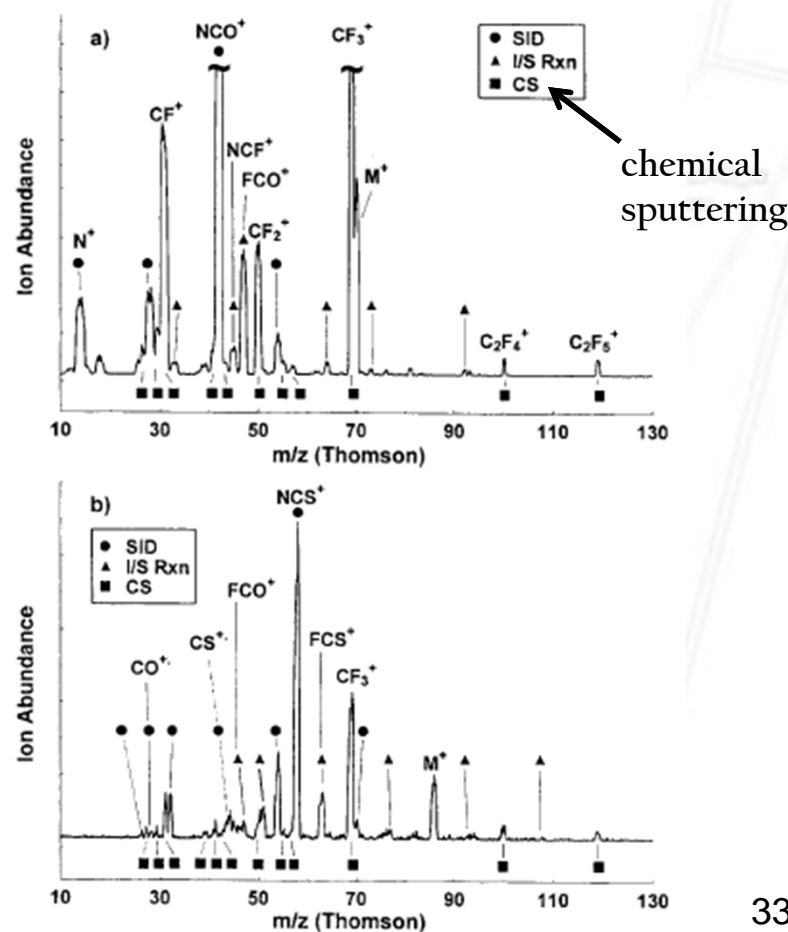 a)
NCO⁺
CF₃⁺
SID
I/S Rxn
CS
chemical
sputtering
CF⁺
NCF⁺
FCO⁺
M⁺
N⁺
CF₂⁺
C₂F₄⁺
C₂F₅⁺
Ion Abundance
10 30 50 70 90 110 130
m/z (Thomson)
b)
NCS⁺
SID
I/S Rxn
CS
FCO⁺
CS⁺·
FCS⁺
CO⁺·
CF₃⁺
M⁺
Ion Abundance
10 30 50 70 90 110 130
m/z (Thomson)
33